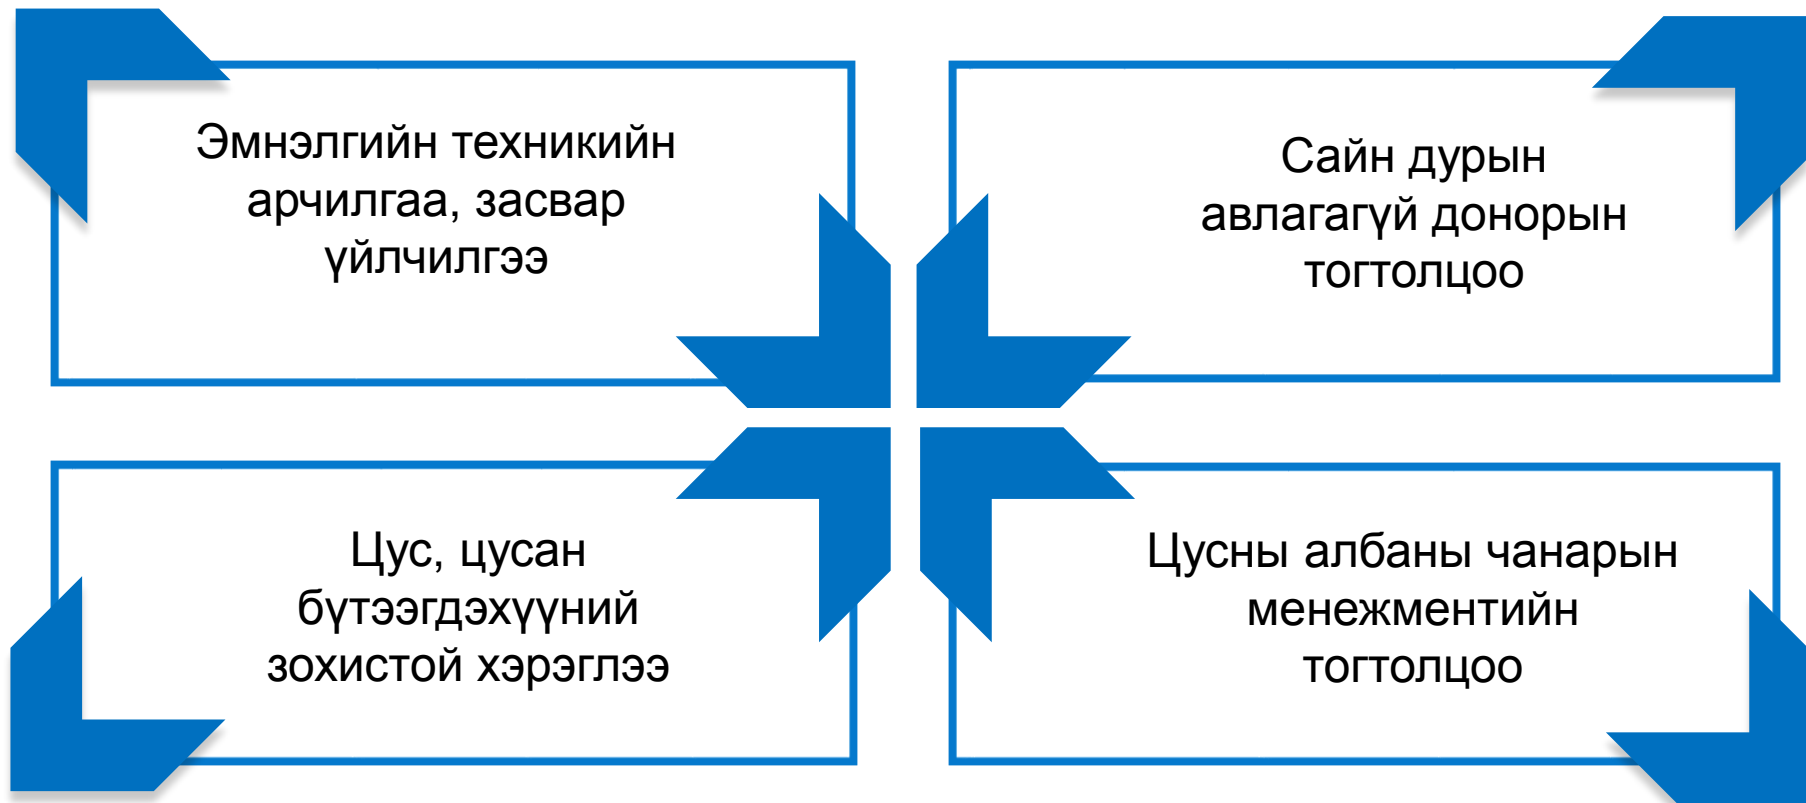 Эмнэлгийн техникийн
арчилгаа, засвар
үйлчилгээ
Сайн дурын
авлагагүй донорын
тогтолцоо
Цус, цусан
бүтээгдэхүүний
зохистой хэрэглээ
Цусны албаны чанарын
менежментийн
тогтолцоо